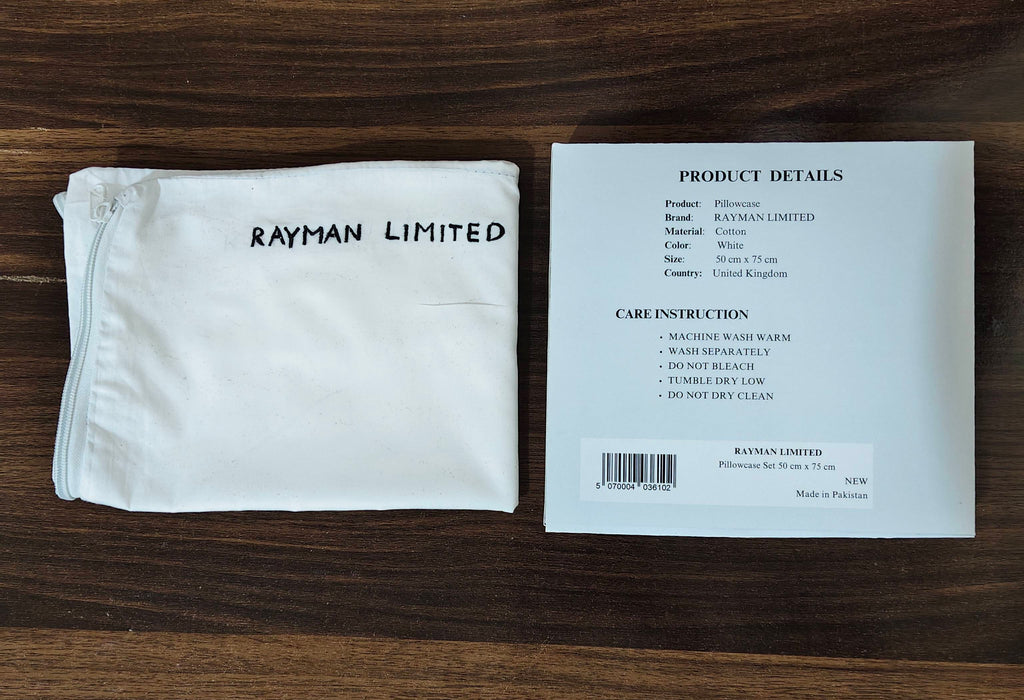 RAYMAN LIMITED
PRODUCT DETAILS
Product: Pillowcase
Brand: RAYMAN LIMITED
Material: Cotton
Color: White
Size: 50 cm x 75 cm
Country: United Kingdom
CARE INSTRUCTION
• MACHINE WASH WARM
• WASH SEPARATELY
• DO NOT BLEACH
• TUMBLE DRY LOW
• DO NOT DRY CLEAN
RAYMAN LIMITED
Pillowcase Set 50 cm x 75 cm
5 070004 036102
NEW
Made in Pakistan